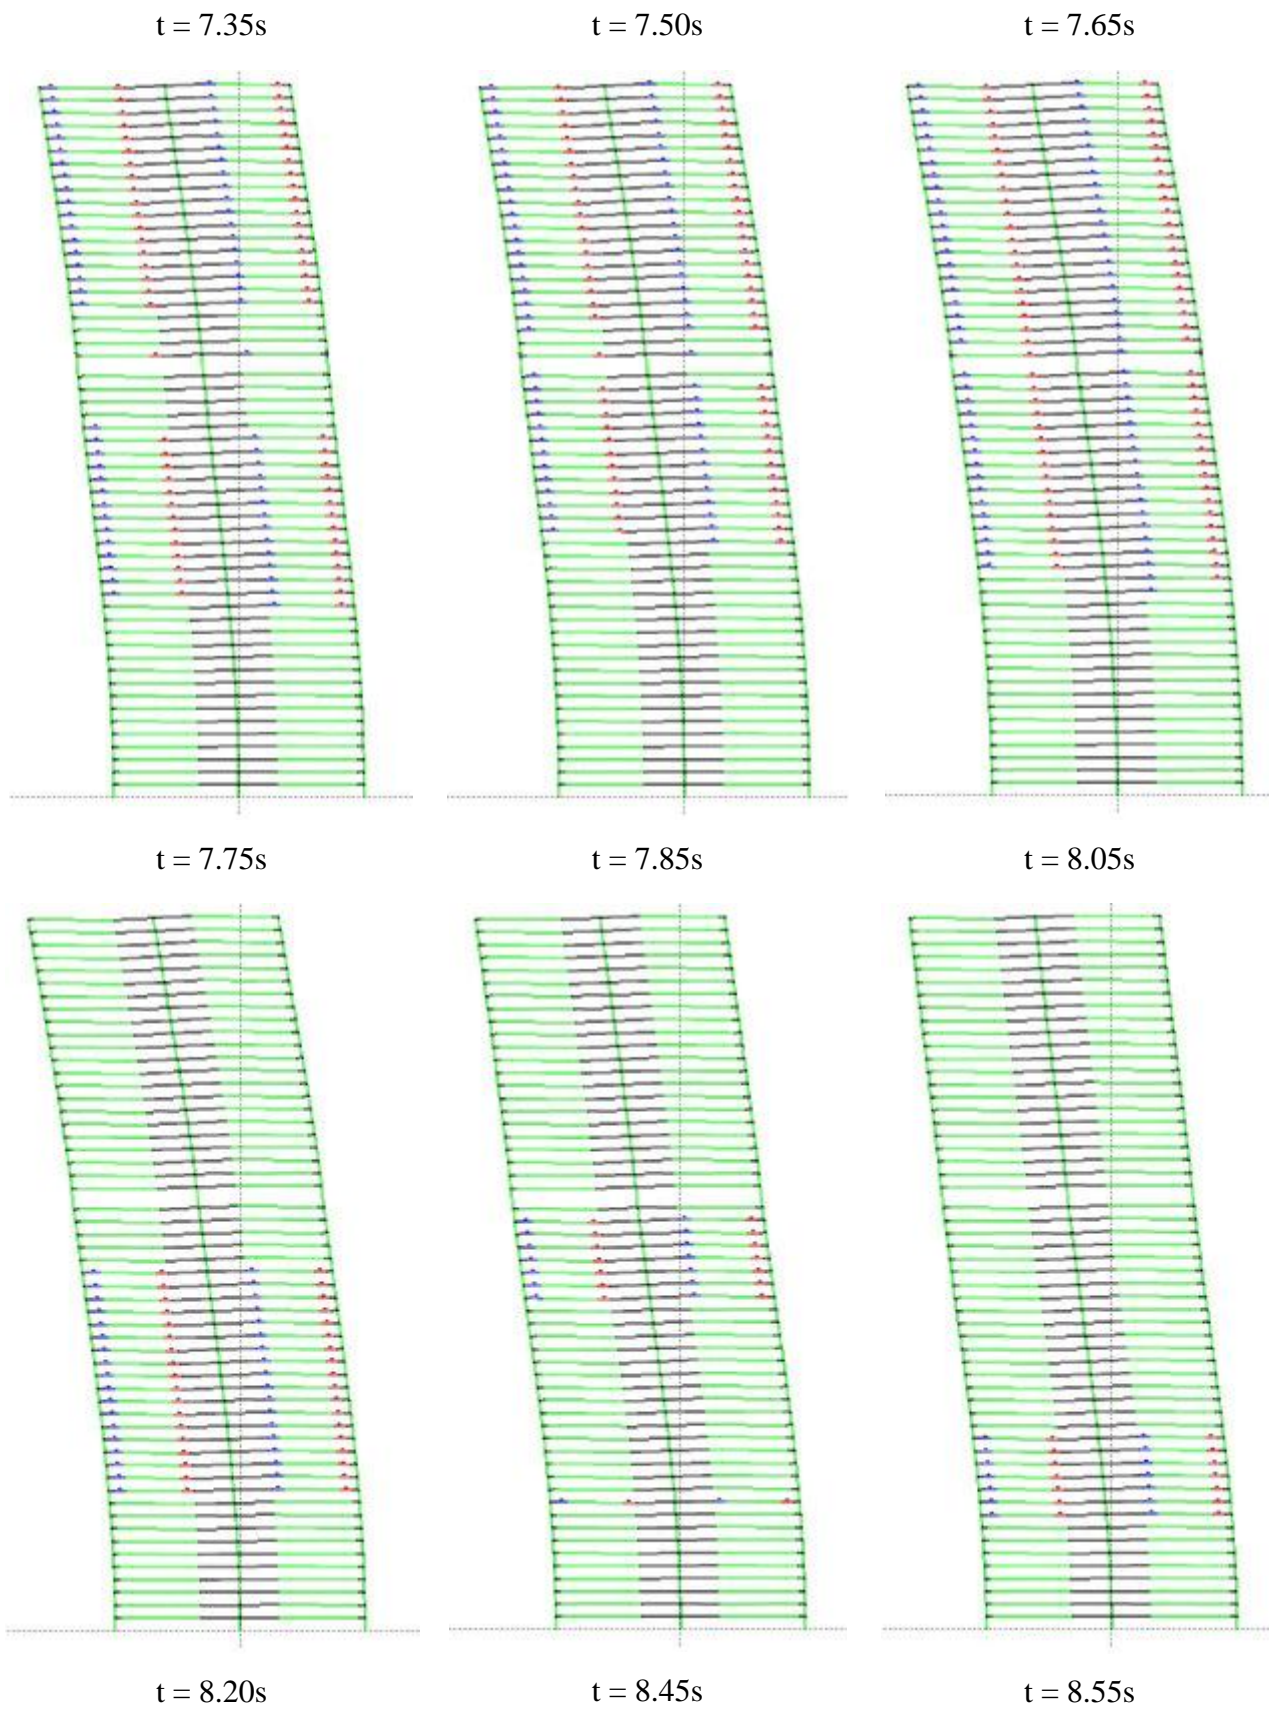 t = 7.35s t = 7.50s t = 7.65s
t = 7.75s t = 7.85s t = 8.05s
t = 8.20s t = 8.45s t = 8.55s